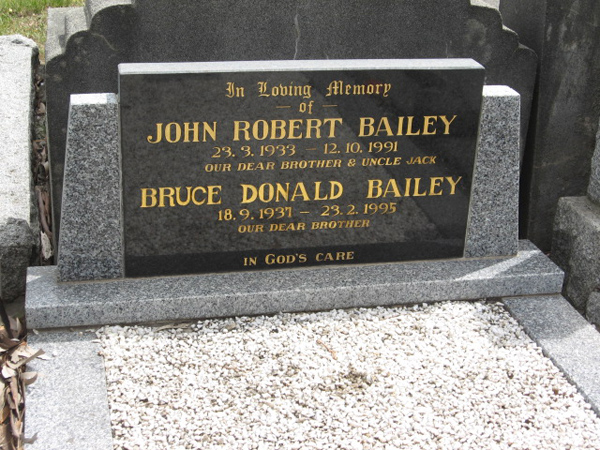 In Loving Memory
— of —
JOHN ROBERT BAILEY
23. 3. 1933 — 12. 10. 1991
OUR DEAR BROTHER & UNCLE JACK
BRUCE DONALD BAILEY
18. 9. 1937 — 23. 2. 1995
OUR DEAR BROTHER
IN GOD'S CARE